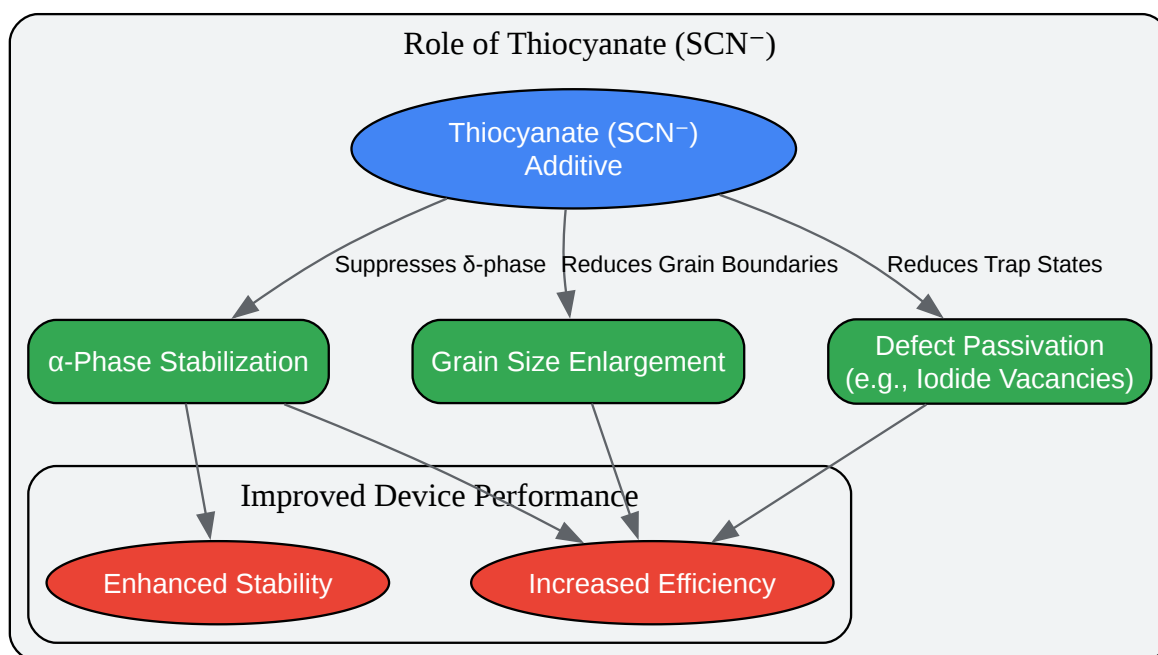 Role of Thiocyanate (SCN⁻)
Thiocyanate (SCN⁻)
Additive
Suppresses δ-phase
Reduces Grain Boundaries
Reduces Trap States
α-Phase Stabilization
Grain Size Enlargement
Defect Passivation
(e.g., Iodide Vacancies)
Improved Device Performance
Enhanced Stability
Increased Efficiency